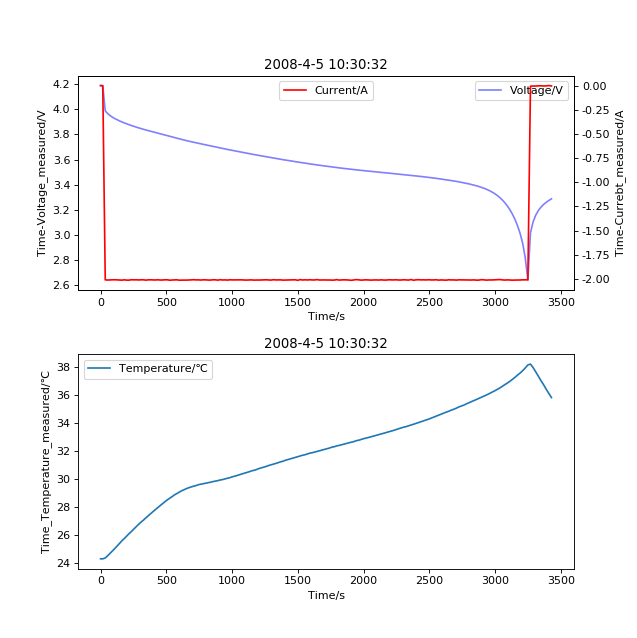 2008-4-5 10:30:32
Current/A
Voltage/V
4.2
4.0
3.8
3.6
3.4
3.2
3.0
2.8
2.6
Time-Voltage_measured/V
0.00
-0.25
-0.50
-0.75
-1.00
-1.25
-1.50
-1.75
-2.00
Time-Currebt_measured/A
0 500 1000 1500 2000 2500 3000 3500
Time/s
2008-4-5 10:30:32
Temperature/℃
38
36
34
32
30
28
26
24
Time_Temperature_measured/℃
0 500 1000 1500 2000 2500 3000 3500
Time/s